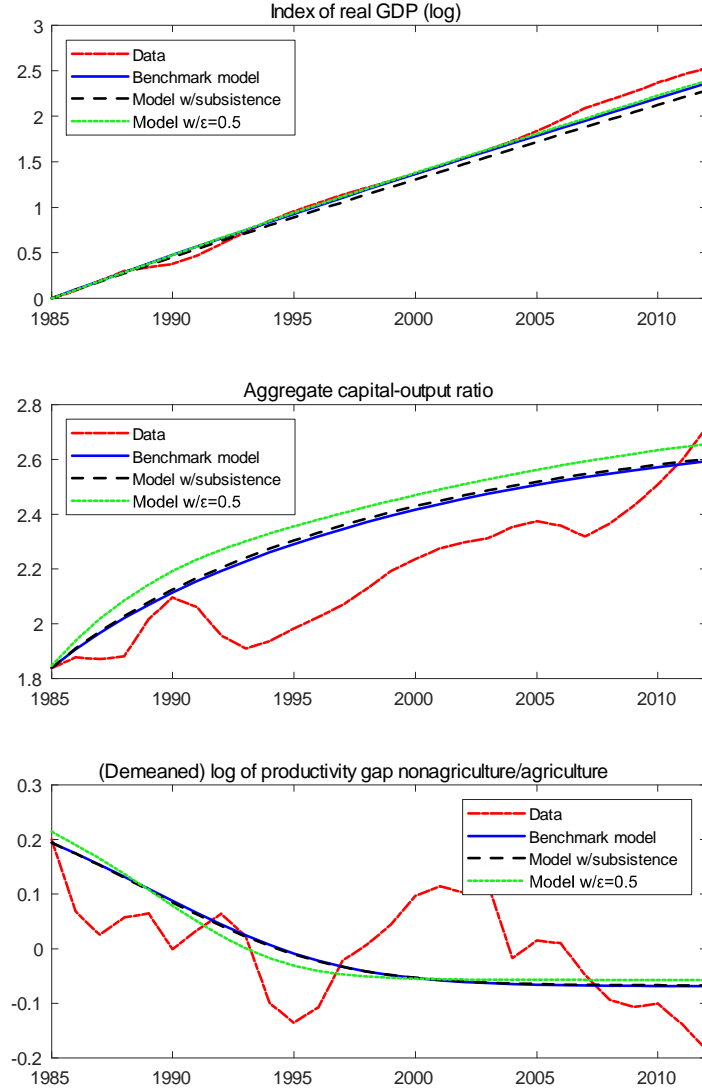 Index of real GDP (log)
3
2.5
2
1.5
1
0.5
0
Data
Benchmark model
Model w/subsistence
Model w/ε=0.5
1985 1990 1995 2000 2005 2010
Aggregate capital-output ratio
2.8
2.6
2.4
2.2
2
1.8
Data
Benchmark model
Model w/subsistence
Model w/ε=0.5
1985 1990 1995 2000 2005 2010
(Demeaned) log of productivity gap nonagriculture/agriculture
0.3
0.2
0.1
0
-0.1
-0.2
Data
Benchmark model
Model w/subsistence
Model w/ε=0.5
1985 1990 1995 2000 2005 2010